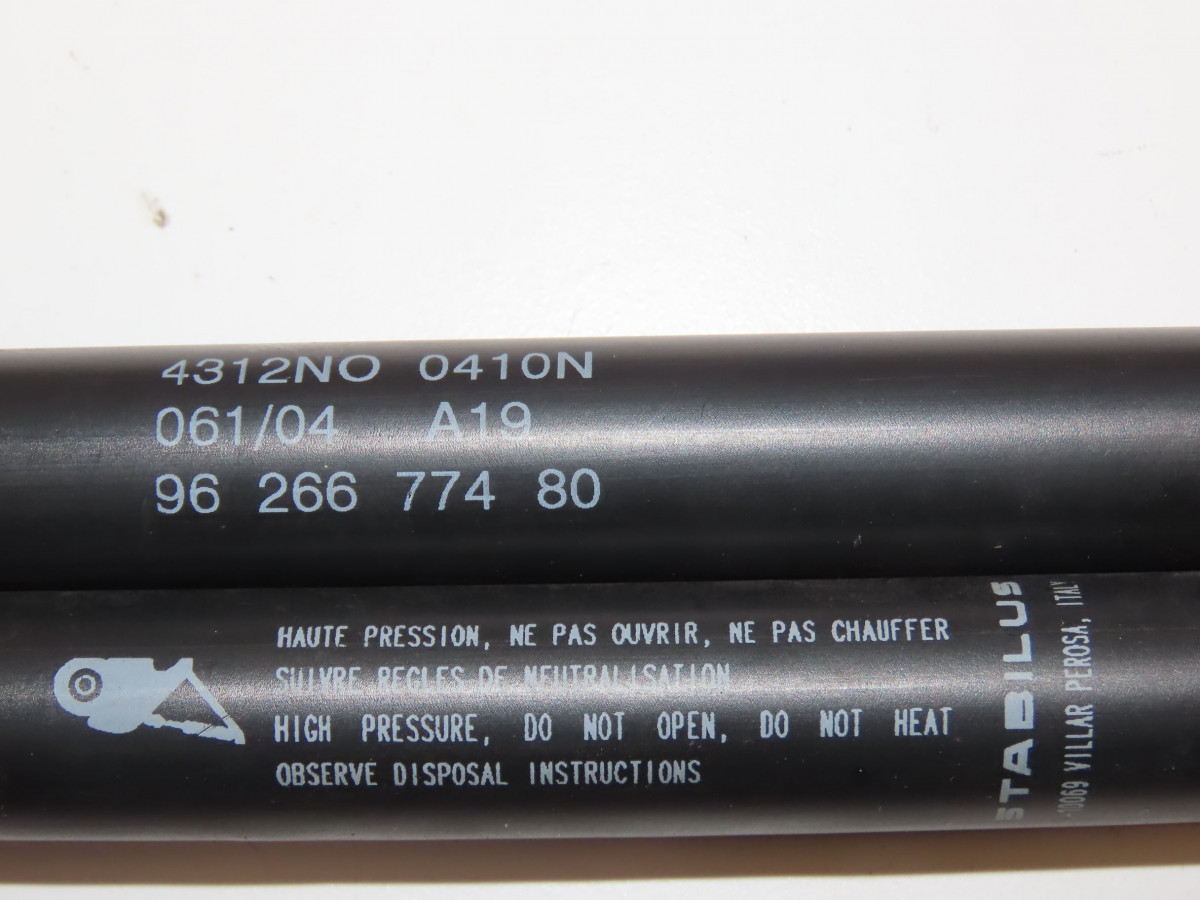 4312NO 0410N
061/04 A19
96 266 774 80
HAUTE PRESSION, NE PAS OUVRIR, NE PAS CHAUFFER
SUIVRE REGLES DE NEUTRALISATION
HIGH PRESSURE, DO NOT OPEN, DO NOT HEAT
OBSERVE DISPOSAL INSTRUCTIONS
STABILUS
-10069 VILLAR PEROSA, ITALY